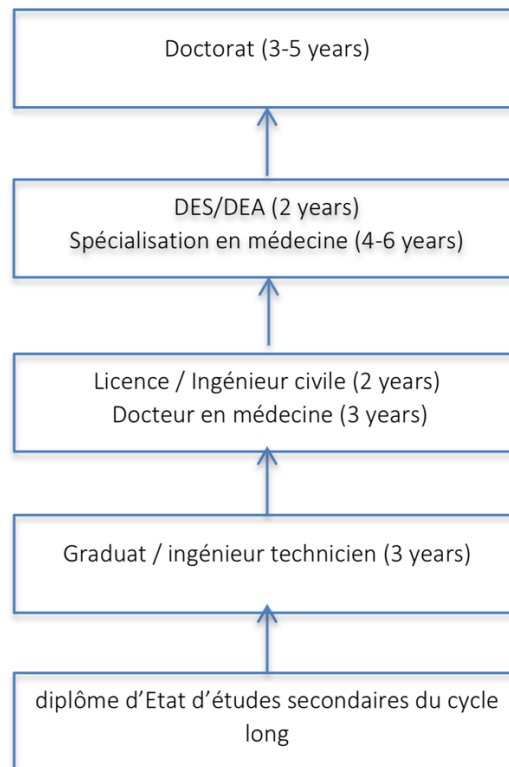 Doctorat (3-5 years)
DES/DEA (2 years)
Spécialisation en médecine (4-6 years)
Licence / Ingénieur civile (2 years)
Docteur en médecine (3 years)
Graduat / ingénieur technicien (3 years)
diplôme d’Etat d’études secondaires du cycle
long